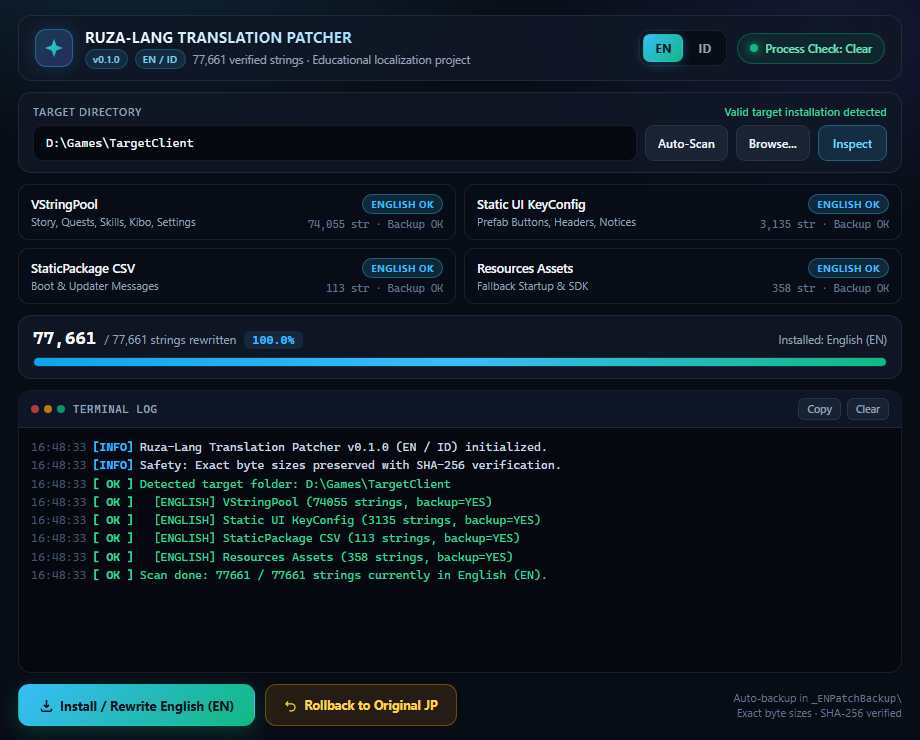 RUZA-LANG TRANSLATION PATCHER
v0.1.0 EN / ID 77,661 verified strings · Educational localization project
EN ID
Process Check: Clear
TARGET DIRECTORY
Valid target installation detected
D:\Games\TargetClient
Auto-Scan
Browse...
Inspect
VStringPool
ENGLISH OK
Story, Quests, Skills, Kibo, Settings
74,055 str · Backup OK
Static UI KeyConfig
ENGLISH OK
Prefab Buttons, Headers, Notices
3,135 str · Backup OK
StaticPackage CSV
ENGLISH OK
Boot & Updater Messages
113 str · Backup OK
Resources Assets
ENGLISH OK
Fallback Startup & SDK
358 str · Backup OK
77,661 / 77,661 strings rewritten 100.0%
Installed: English (EN)
TERMINAL LOG
Copy
Clear
16:48:33 [INFO] Ruza-Lang Translation Patcher v0.1.0 (EN / ID) initialized.
16:48:33 [INFO] Safety: Exact byte sizes preserved with SHA-256 verification.
16:48:33 [ OK ] Detected target folder: D:\Games\TargetClient
16:48:33 [ OK ] [ENGLISH] VStringPool (74055 strings, backup=YES)
16:48:33 [ OK ] [ENGLISH] Static UI KeyConfig (3135 strings, backup=YES)
16:48:33 [ OK ] [ENGLISH] StaticPackage CSV (113 strings, backup=YES)
16:48:33 [ OK ] [ENGLISH] Resources Assets (358 strings, backup=YES)
16:48:33 [ OK ] Scan done: 77661 / 77661 strings currently in English (EN).
Install / Rewrite English (EN)
Rollback to Original JP
Auto-backup in _ENPatchBackup\
Exact byte sizes · SHA-256 verified